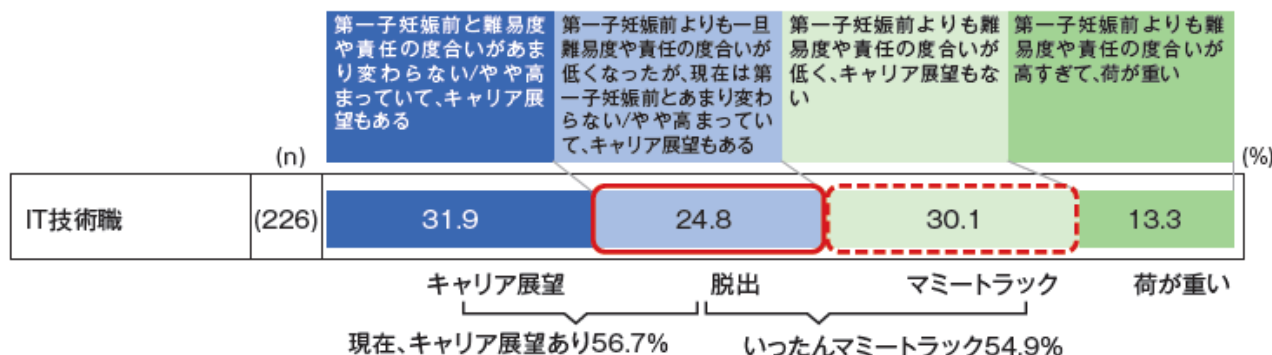 第一子妊娠前と難易度
や責任の度合いがあま
り変わらない/やや高
まっていて、キャリア展
望もある
第一子妊娠前よりも一旦
難易度や責任の度合いが
低くなったが、現在は第
一子妊娠前とあまり変わ
らない/やや高まってい
て、キャリア展望もある
第一子妊娠前よりも難
易度や責任の度合いが
低く、キャリア展望もな
い
第一子妊娠前よりも難
易度や責任の度合いが
高すぎて、荷が重い
(n)
(%)
IT技術職
(226)
31.9
24.8
30.1
13.3
キャリア展望
脱出
マミートラック
荷が重い
現在、キャリア展望あり56.7%
いったんマミートラック54.9%